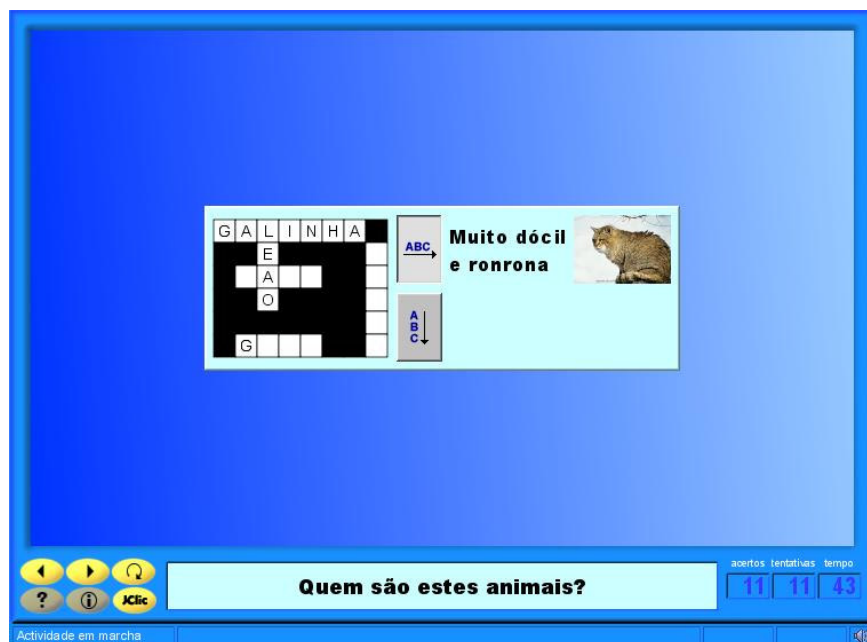 GALINHA
E
A
O
G
ABC
Muito dócil
e ronrona
A
B
C
Quem são estes animais?
acertos tentativas tempo
11 11 43
? i JClic
Actividade em marcha